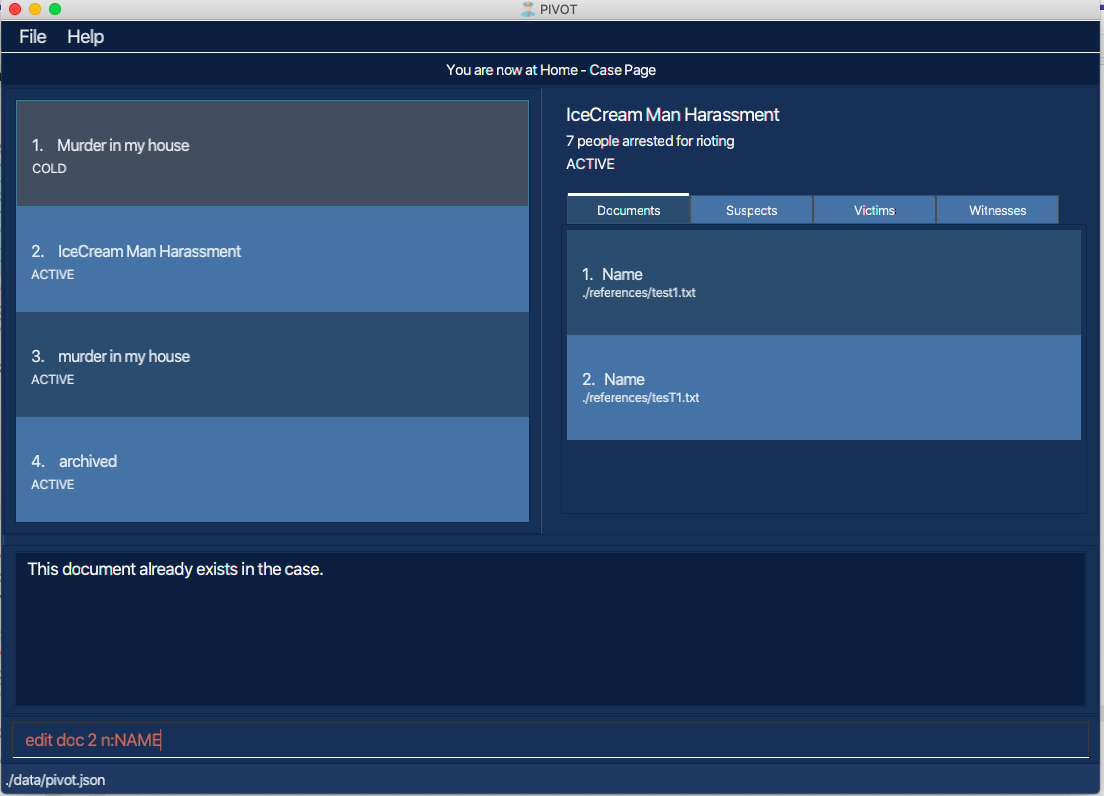 PIVOT
File Help
You are now at Home - Case Page
1. Murder in my house
COLD
2. IceCream Man Harassment
ACTIVE
3. murder in my house
ACTIVE
4. archived
ACTIVE
IceCream Man Harassment
7 people arrested for rioting
ACTIVE
Documents Suspects Victims Witnesses
1. Name
./references/test1.txt
2. Name
./references/tesT1.txt
This document already exists in the case.
edit doc 2 n:NAME
./data/pivot.json